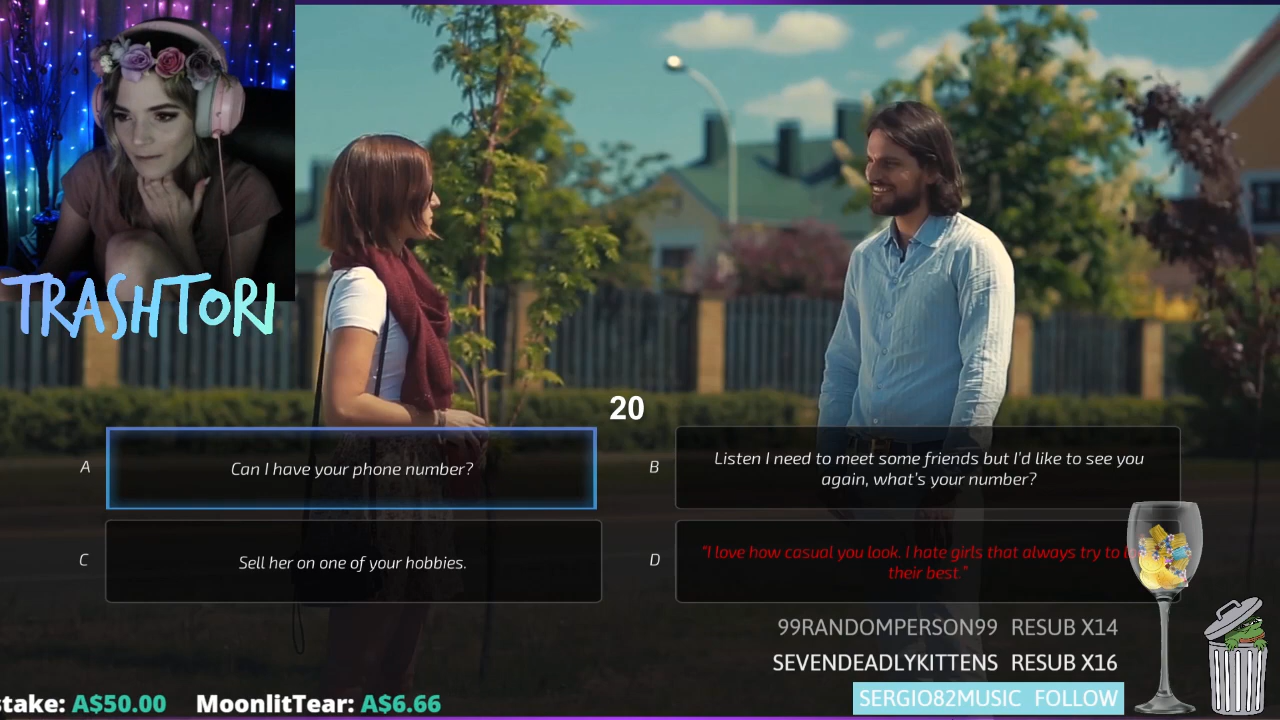 TRASHTORI
20
A
Can I have your phone number?
B
Listen I need to meet some friends but I'd like to see you
again, what's your number?
C
Sell her on one of your hobbies.
D
"I love how casual you look. I hate girls that always try to
their best."
99RANDOMPERSON99 RESUB X14
SEVENDEADLYKITTENS RESUB X16
SERGIO82MUSIC FOLLOW
stake: A$50.00 MoonlitTear: A$6.66